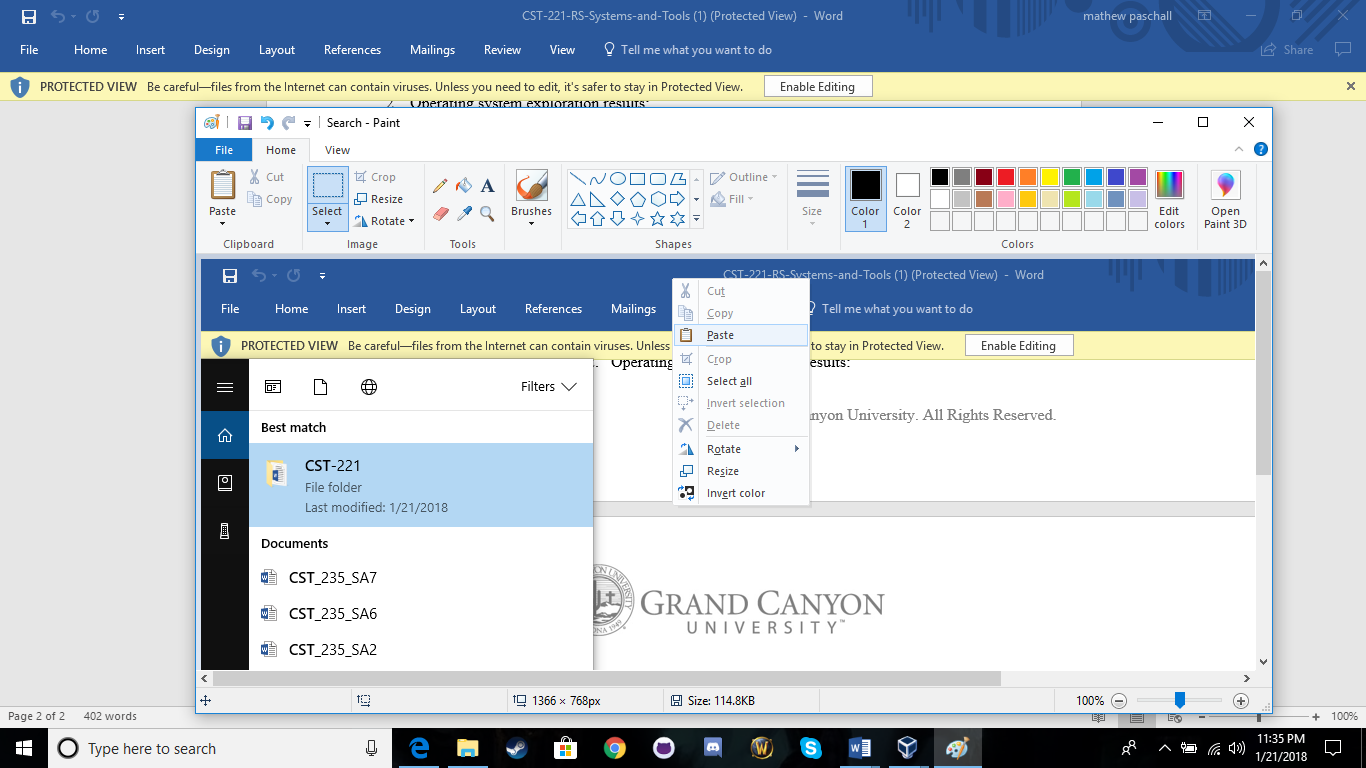 CST-221-RS-Systems-and-Tools (1) (Protected View) - Word
mathew paschall
File Home Insert Design Layout References Mailings Review View Tell me what you want to do Share
PROTECTED VIEW Be careful—files from the Internet can contain viruses. Unless you need to edit, it's safer to stay in Protected View. Enable Editing
2. Operating system exploration results:
Search - Paint
File Home View
Paste
Cut
Copy
Clipboard
Select
Crop
Resize
Rotate
Image
Tools
Brushes
Shapes
Outline
Fill
Size
Color 1
Color 2
Colors
Edit colors
Open Paint 3D
CST-221-RS-Systems-and-Tools (1) (Protected View) - Word
File Home Insert Design Layout References Mailings Tell me what you want to do
PROTECTED VIEW Be careful—files from the Internet can contain viruses. Unless to stay in Protected View. Enable Editing
Operating results:
nyon University. All Rights Reserved.
Cut
Copy
Paste
Crop
Select all
Invert selection
Delete
Rotate
Resize
Invert color
Filters
Best match
CST-221
File folder
Last modified: 1/21/2018
Documents
CST_235_SA7
CST_235_SA6
CST_235_SA2
GRAND CANYON
UNIVERSITY™
1366 × 768px
Size: 114.8KB
100%
Page 2 of 2 402 words
100%
Type here to search
11:35 PM
1/21/2018